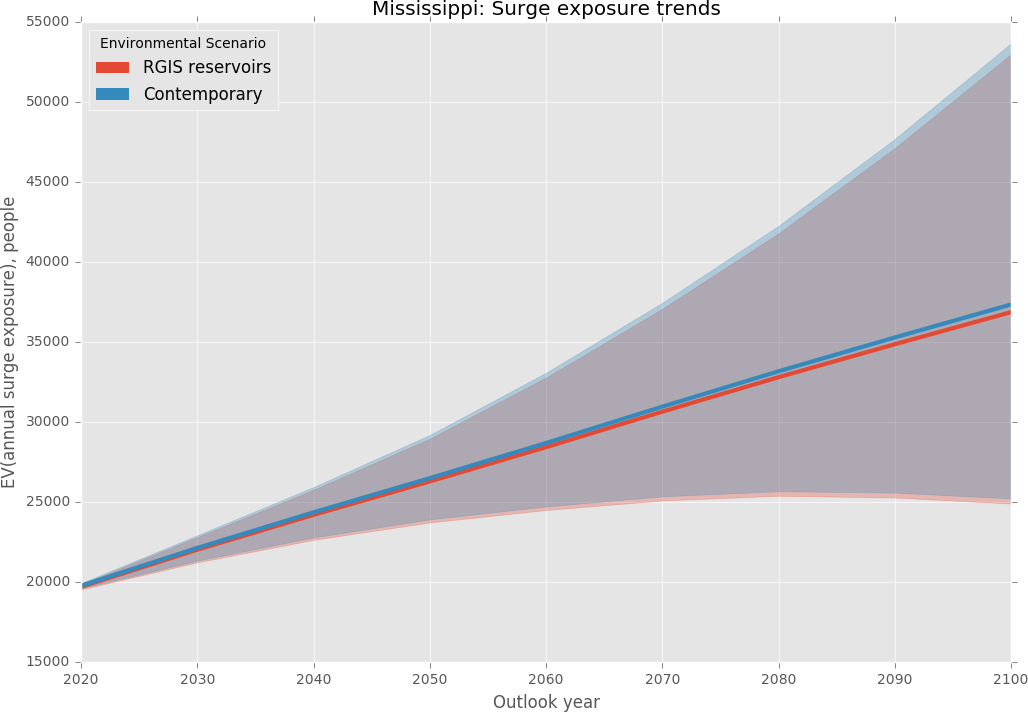 Mississippi: Surge exposure trends
Environmental Scenario
RGIS reservoirs
Contemporary
EV(annual surge exposure), people
55000
50000
45000
40000
35000
30000
25000
20000
15000
2020 2030 2040 2050 2060 2070 2080 2090 2100
Outlook year